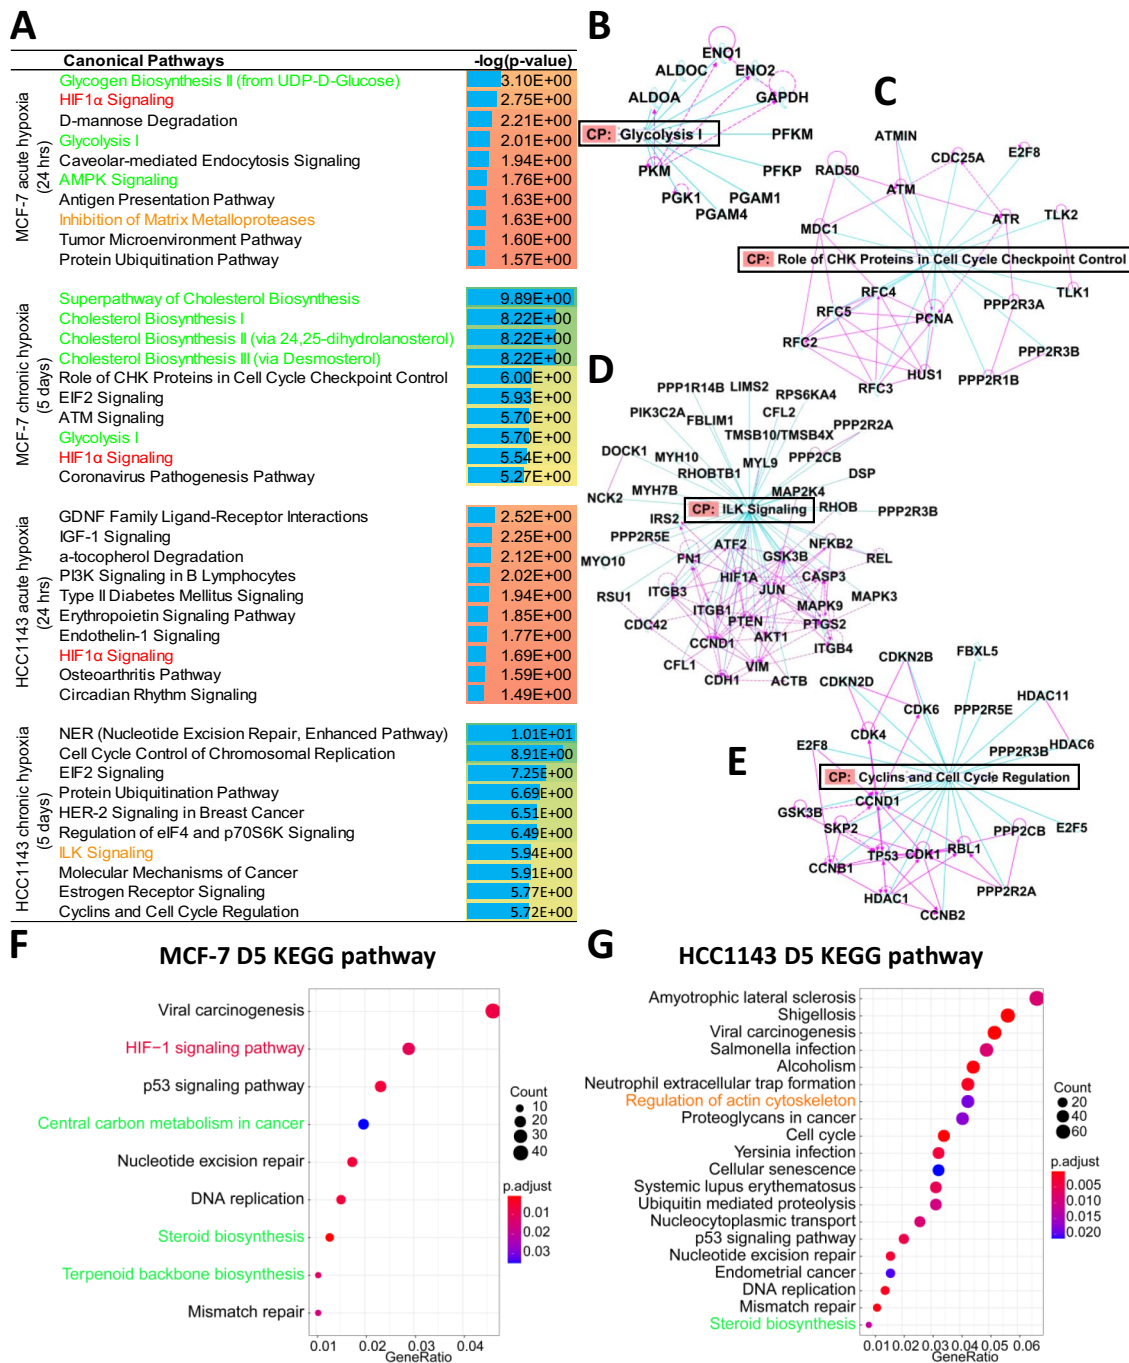 A
Canonical Pathways -log(p-value)
MCF-7 acute hypoxia
(24 hrs)
Glycogen Biosynthesis II (from UDP-D-Glucose) 3.10E+00
HIF1α Signaling 2.75E+00
D-mannose Degradation 2.21E+00
Glycolysis I 2.01E+00
Caveolar-mediated Endocytosis Signaling 1.94E+00
AMPK Signaling 1.76E+00
Antigen Presentation Pathway 1.63E+00
Inhibition of Matrix Metalloproteases 1.63E+00
Tumor Microenvironment Pathway 1.60E+00
Protein Ubiquitination Pathway 1.57E+00
MCF-7 chronic hypoxia
(5 days)
Superpathway of Cholesterol Biosynthesis 9.89E+00
Cholesterol Biosynthesis I 8.22E+00
Cholesterol Biosynthesis II (via 24,25-dihydrolanosterol) 8.22E+00
Cholesterol Biosynthesis III (via Desmosterol) 8.22E+00
Role of CHK Proteins in Cell Cycle Checkpoint Control 6.00E+00
EIF2 Signaling 5.93E+00
ATM Signaling 5.70E+00
Glycolysis I 5.70E+00
HIF1α Signaling 5.54E+00
Coronavirus Pathogenesis Pathway 5.27E+00
HCC1143 acute hypoxia
(24 hrs)
GDNF Family Ligand-Receptor Interactions 2.52E+00
IGF-1 Signaling 2.25E+00
a-tocopherol Degradation 2.12E+00
PI3K Signaling in B Lymphocytes 2.02E+00
Type II Diabetes Mellitus Signaling 1.94E+00
Erythropoietin Signaling Pathway 1.85E+00
Endothelin-1 Signaling 1.77E+00
HIF1α Signaling 1.69E+00
Osteoarthritis Pathway 1.59E+00
Circadian Rhythm Signaling 1.49E+00
HCC1143 chronic hypoxia
(5 days)
NER (Nucleotide Excision Repair, Enhanced Pathway) 1.01E+01
Cell Cycle Control of Chromosomal Replication 8.91E+00
EIF2 Signaling 7.25E+00
Protein Ubiquitination Pathway 6.69E+00
HER-2 Signaling in Breast Cancer 6.51E+00
Regulation of eIF4 and p70S6K Signaling 6.49E+00
ILK Signaling 5.94E+00
Molecular Mechanisms of Cancer 5.91E+00
Estrogen Receptor Signaling 5.77E+00
Cyclins and Cell Cycle Regulation 5.72E+00
B
ENO1
ALDOC
ENO2
ALDOA
GAPDH
CP: Glycolysis I
PFKM
PKM
PFKP
PGK1
PGAM1
PGAM4
C
ATMIN
E2F8
CDC25A
RAD50
ATM
MDC1
ATR
TLK2
CP: Role of CHK Proteins in Cell Cycle Checkpoint Control
RFC4
TLK1
RFC5
PCNA
PPP2R3A
RFC2
PPP2R3B
RFC3
HUS1
PPP2R1B
D
PPP1R14B
LIMS2
RPS6KA4
PIK3C2A
FBLIM1
CFL2
TMSB10/TMSB4X
PPP2R2A
DOCK1
MYH10
MYL9
PPP2CB
RHOBTB1
DSP
NCK2
MYH7B
MAP2K4
CP: ILK Signaling
RHOB
PPP2R3B
IRS2
PPP2R5E
ATF2
NFKB2
MYO10
FN1
GSK3B
REL
HIF1A
CASP3
RSU1
ITGB3
JUN
MAPK3
ITGB1
MAPK9
CDC42
PTEN
PTGS2
CCND1
AKT1
ITGB4
CFL1
VIM
CDH1
ACTB
E
CDKN2B
FBXL5
CDKN2D
HDAC11
CDK6
PPP2R5E
CDK4
E2F8
PPP2R3B
HDAC6
CP: Cyclins and Cell Cycle Regulation
CCND1
GSK3B
SKP2
PPP2CB
E2F5
TP53
CDK1
RBL1
CCNB1
HDAC1
PPP2R2A
CCNB2
F
MCF-7 D5 KEGG pathway
Viral carcinogenesis
HIF−1 signaling pathway
p53 signaling pathway
Central carbon metabolism in cancer
Nucleotide excision repair
DNA replication
Steroid biosynthesis
Terpenoid backbone biosynthesis
Mismatch repair
0.01 0.02 0.03 0.04
GeneRatio
Count
10
20
30
40
p.adjust
0.01
0.02
0.03
G
HCC1143 D5 KEGG pathway
Amyotrophic lateral sclerosis
Shigellosis
Viral carcinogenesis
Salmonella infection
Alcoholism
Neutrophil extracellular trap formation
Regulation of actin cytoskeleton
Proteoglycans in cancer
Cell cycle
Yersinia infection
Cellular senescence
Systemic lupus erythematosus
Ubiquitin mediated proteolysis
Nucleocytoplasmic transport
p53 signaling pathway
Nucleotide excision repair
Endometrial cancer
DNA replication
Mismatch repair
Steroid biosynthesis
0.01 0.02 0.03 0.04 0.05 0.06
GeneRatio
Count
20
40
60
p.adjust
0.005
0.010
0.015
0.020